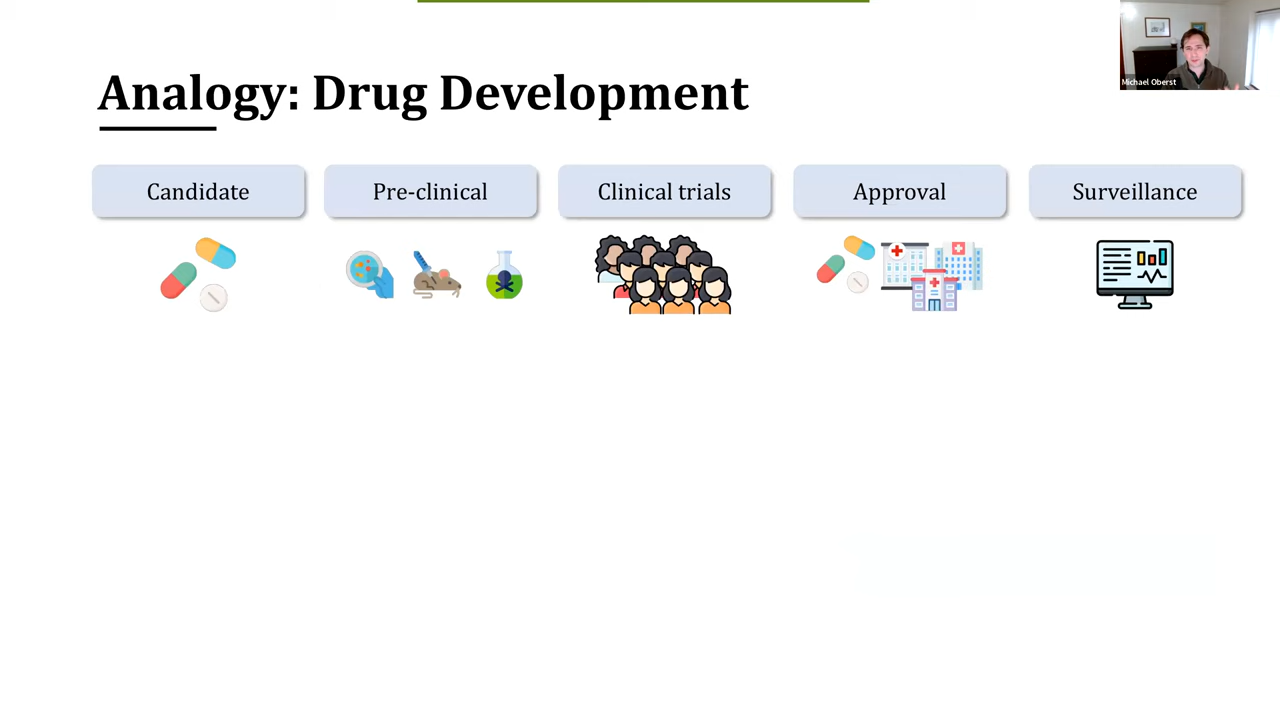 Analogy: Drug Development
Michael Oberst
Candidate
Pre-clinical
Clinical trials
Approval
Surveillance